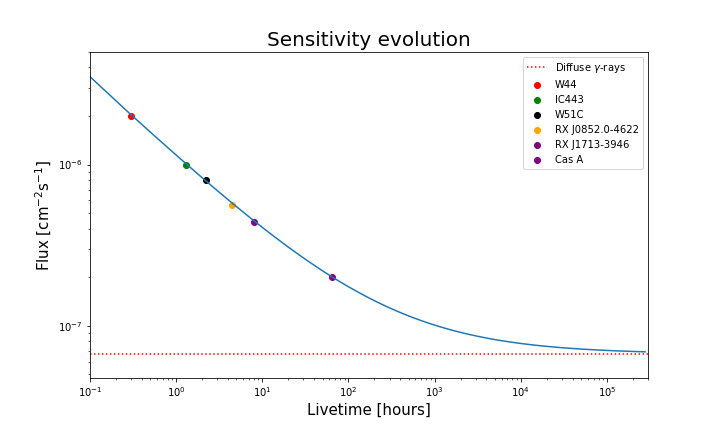 Sensitivity evolution
Diffuse γ-rays
W44
IC443
W51C
RX J0852.0-4622
RX J1713-3946
Cas A
Flux [cm⁻²s⁻¹]
10⁻⁶
10⁻⁷
10⁻¹ 10⁰ 10¹ 10² 10³ 10⁴ 10⁵
Livetime [hours]